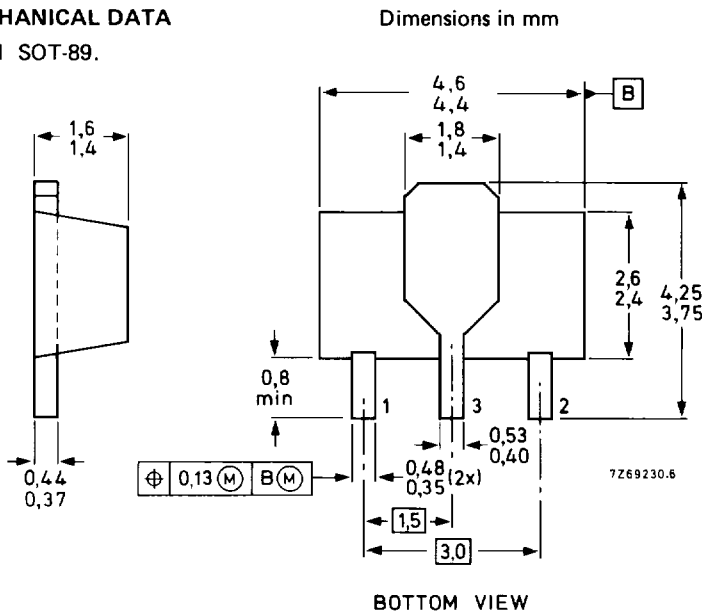 HANICAL DATA
Dimensions in mm
SOT-89.
4,6
4,4
B
1,6
1,4
1,8
1,4
2,6
2,4
4,25
3,75
0,8
min
1
3
2
0,53
0,40
0,44
0,37
⌖ 0,13 Ⓜ B Ⓜ
0,48
0,35 (2x)
7Z69230.6
1,5
3,0
BOTTOM VIEW